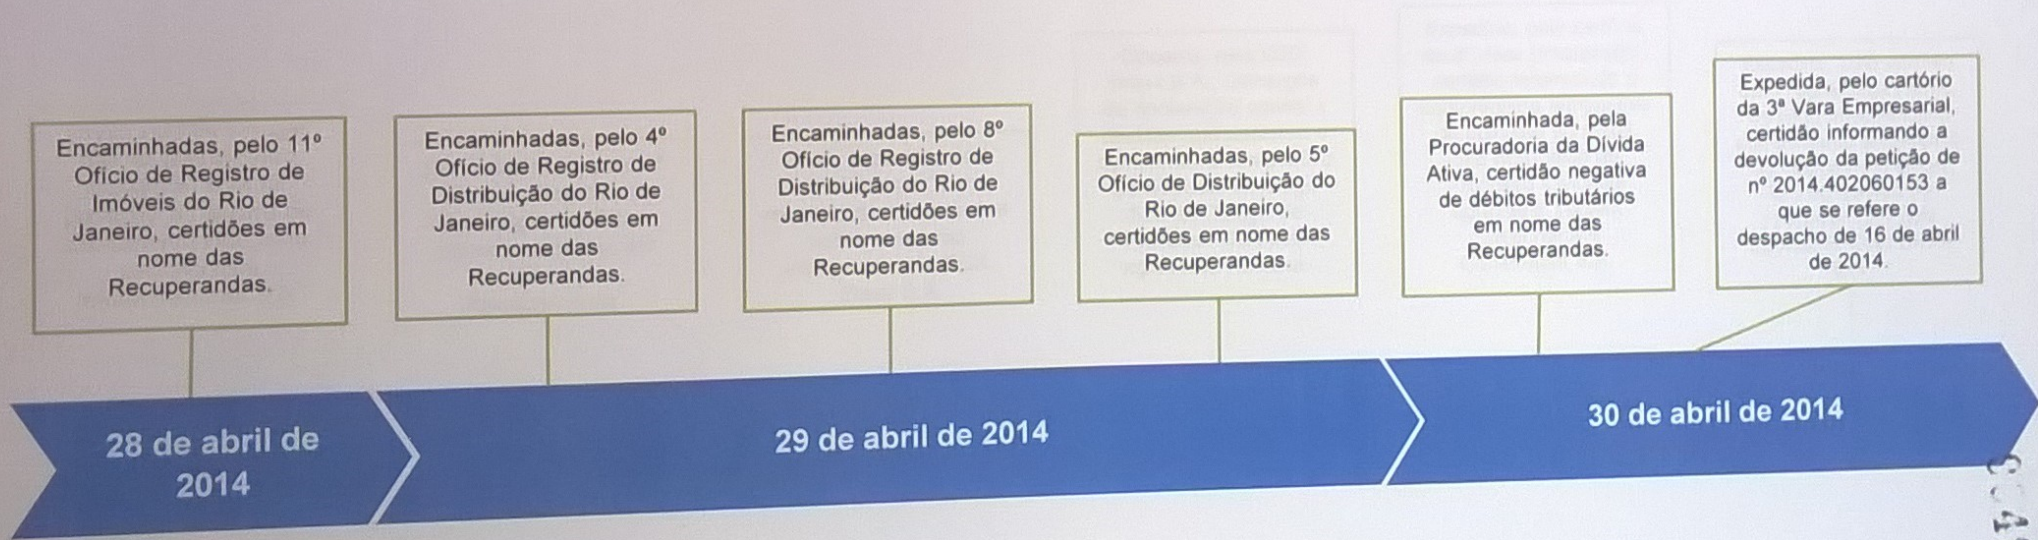 Encaminhadas, pelo 11º
Ofício de Registro de
Imóveis do Rio de
Janeiro, certidões em
nome das
Recuperandas.
Encaminhadas, pelo 4º
Ofício de Registro de
Distribuição do Rio de
Janeiro, certidões em
nome das
Recuperandas.
Encaminhadas, pelo 8º
Ofício de Registro de
Distribuição do Rio de
Janeiro, certidões em
nome das
Recuperandas.
Encaminhadas, pelo 5º
Ofício de Distribuição do
Rio de Janeiro,
certidões em nome das
Recuperandas.
Encaminhada, pela
Procuradoria da Dívida
Ativa, certidão negativa
de débitos tributários
em nome das
Recuperandas.
Expedida, pelo cartório
da 3ª Vara Empresarial,
certidão informando a
devolução da petição de
nº 2014.402060153 a
que se refere o
despacho de 16 de abril
de 2014.
28 de abril de
2014
29 de abril de 2014
30 de abril de 2014